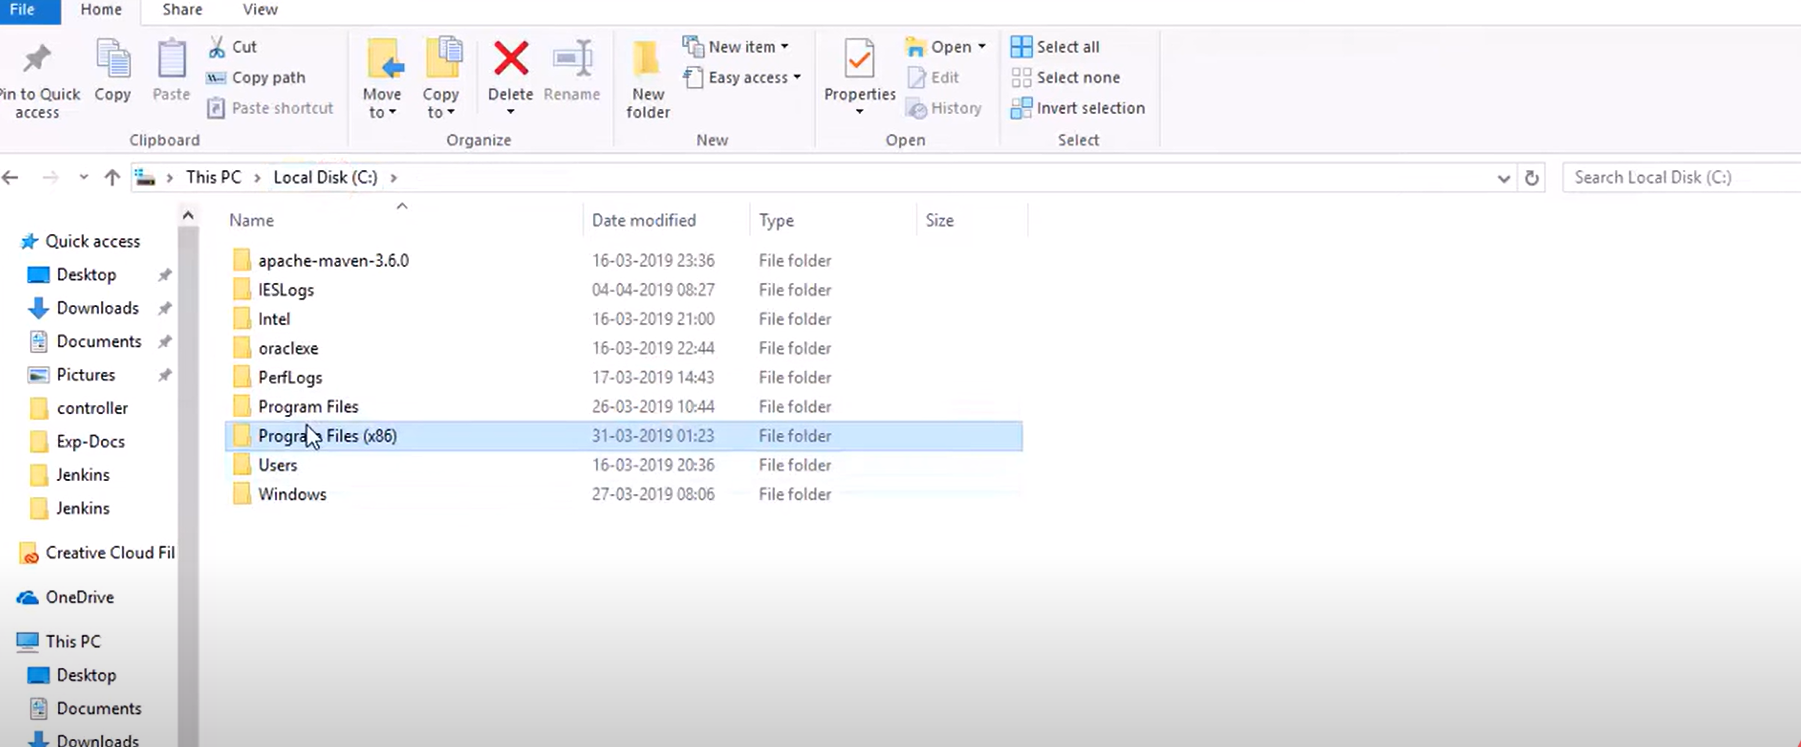 File Home Share View
Pin to Quick access
Copy
Paste
Cut
Copy path
Paste shortcut
Clipboard
Move to
Copy to
Delete
Rename
Organize
New folder
New item
Easy access
New
Properties
Open
Edit
History
Open
Select all
Select none
Invert selection
Select
This PC > Local Disk (C:) >
Search Local Disk (C:)
Quick access
Desktop
Downloads
Documents
Pictures
controller
Exp-Docs
Jenkins
Jenkins
Creative Cloud Fil
OneDrive
This PC
Desktop
Documents
Downloads
Name Date modified Type Size
apache-maven-3.6.0 16-03-2019 23:36 File folder
IESLogs 04-04-2019 08:27 File folder
Intel 16-03-2019 21:00 File folder
oraclexe 16-03-2019 22:44 File folder
PerfLogs 17-03-2019 14:43 File folder
Program Files 26-03-2019 10:44 File folder
Program Files (x86) 31-03-2019 01:23 File folder
Users 16-03-2019 20:36 File folder
Windows 27-03-2019 08:06 File folder